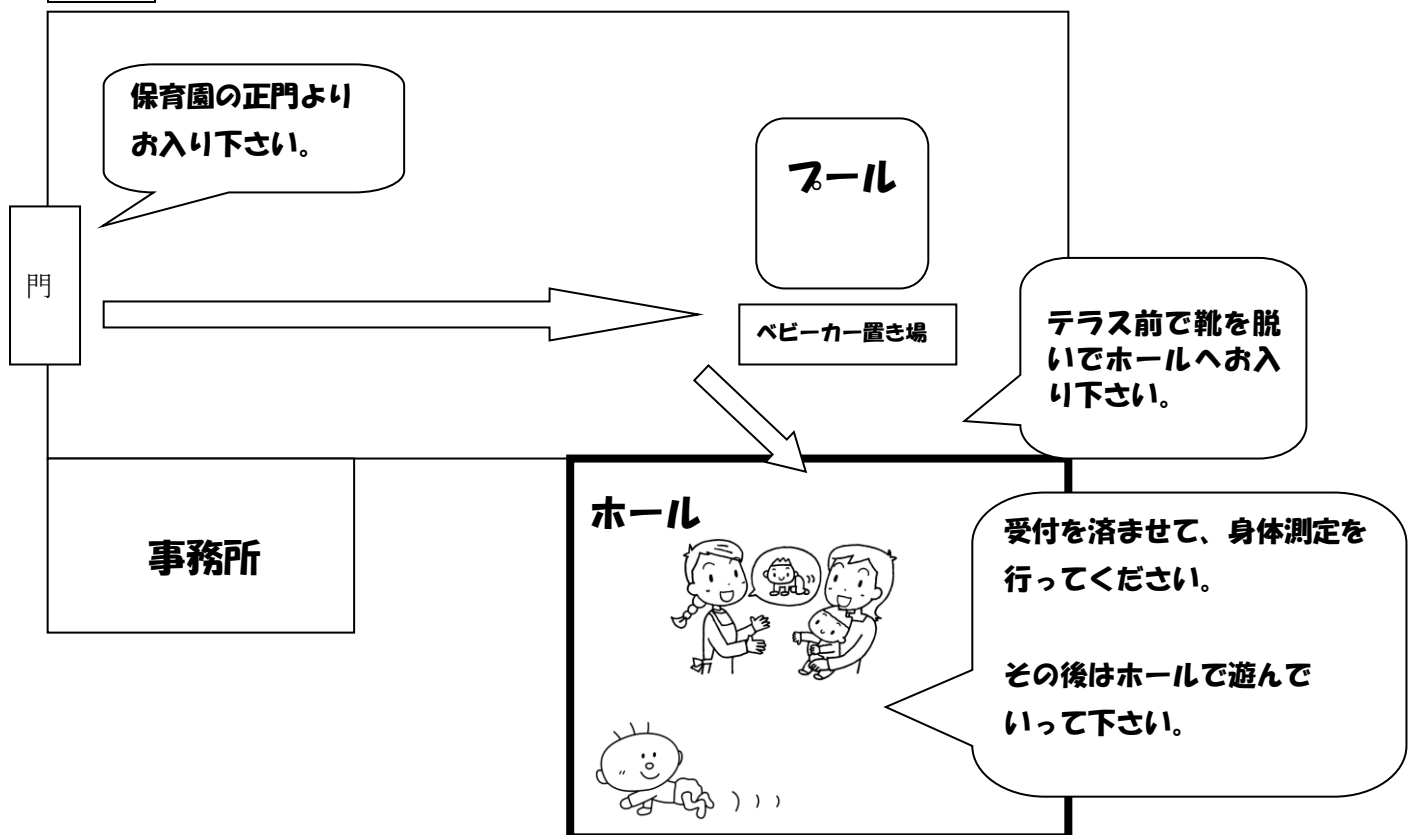 保育園の正門より
お入り下さい。
プール
門
ベビーカー置き場
テラス前で靴を脱
いでホールへお入
り下さい。
ホール
事務所
受付を済ませて、身体測定を
行ってください。
その後はホールで遊んで
いって下さい。